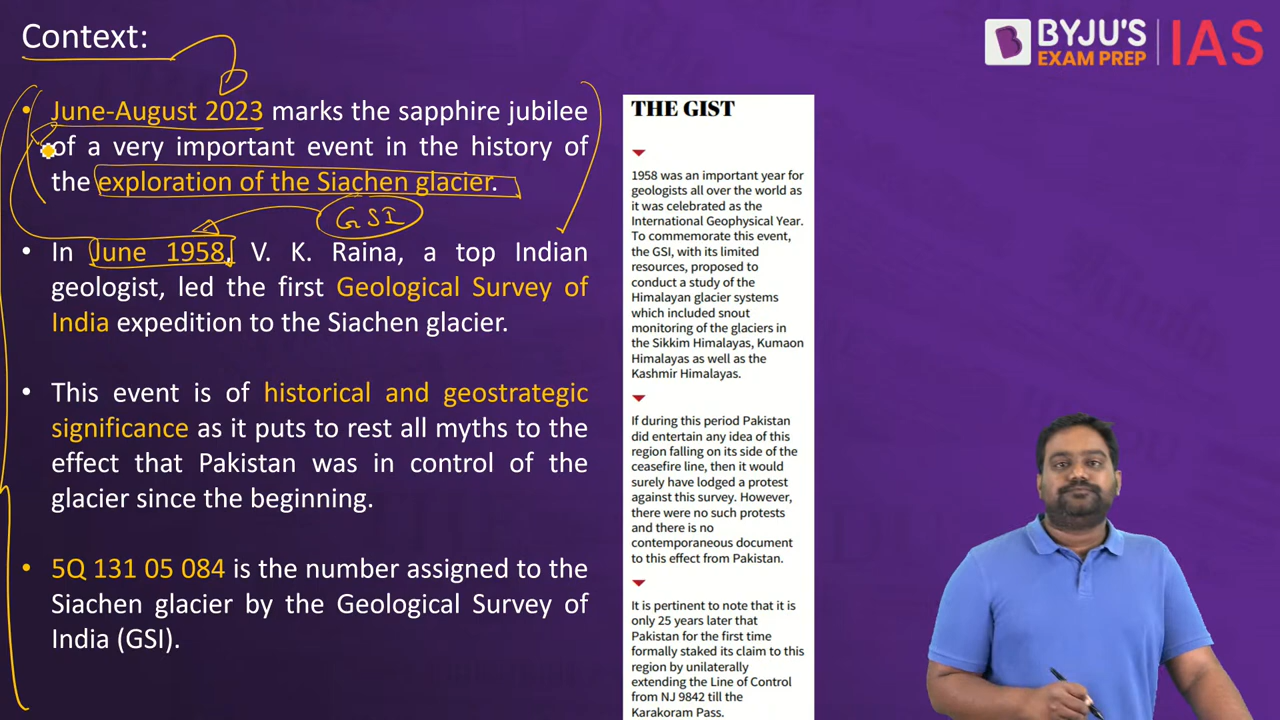 Context:
BYJU'S
EXAM PREP
IAS
• June-August 2023 marks the sapphire jubilee
of a very important event in the history of
the exploration of the Siachen glacier.
GSI
• In June 1958, V. K. Raina, a top Indian
geologist, led the first Geological Survey of
India expedition to the Siachen glacier.
• This event is of historical and geostrategic
significance as it puts to rest all myths to the
effect that Pakistan was in control of the
glacier since the beginning.
• 5Q 131 05 084 is the number assigned to the
Siachen glacier by the Geological Survey of
India (GSI).
THE GIST
1958 was an important year for
geologists all over the world as
it was celebrated as the
International Geophysical Year.
To commemorate this event,
the GSI, with its limited
resources, proposed to
conduct a study of the
Himalayan glacier systems
which included snout
monitoring of the glaciers in
the Sikkim Himalayas, Kumaon
Himalayas as well as the
Kashmir Himalayas.
If during this period Pakistan
did entertain any idea of this
region falling on its side of the
ceasefire line, then it would
surely have lodged a protest
against this survey. However,
there were no such protests
and there is no
contemporaneous document
to this effect from Pakistan.
It is pertinent to note that it is
only 25 years later that
Pakistan for the first time
formally staked its claim to this
region by unilaterally
extending the Line of Control
from NJ 9842 till the
Karakoram Pass.